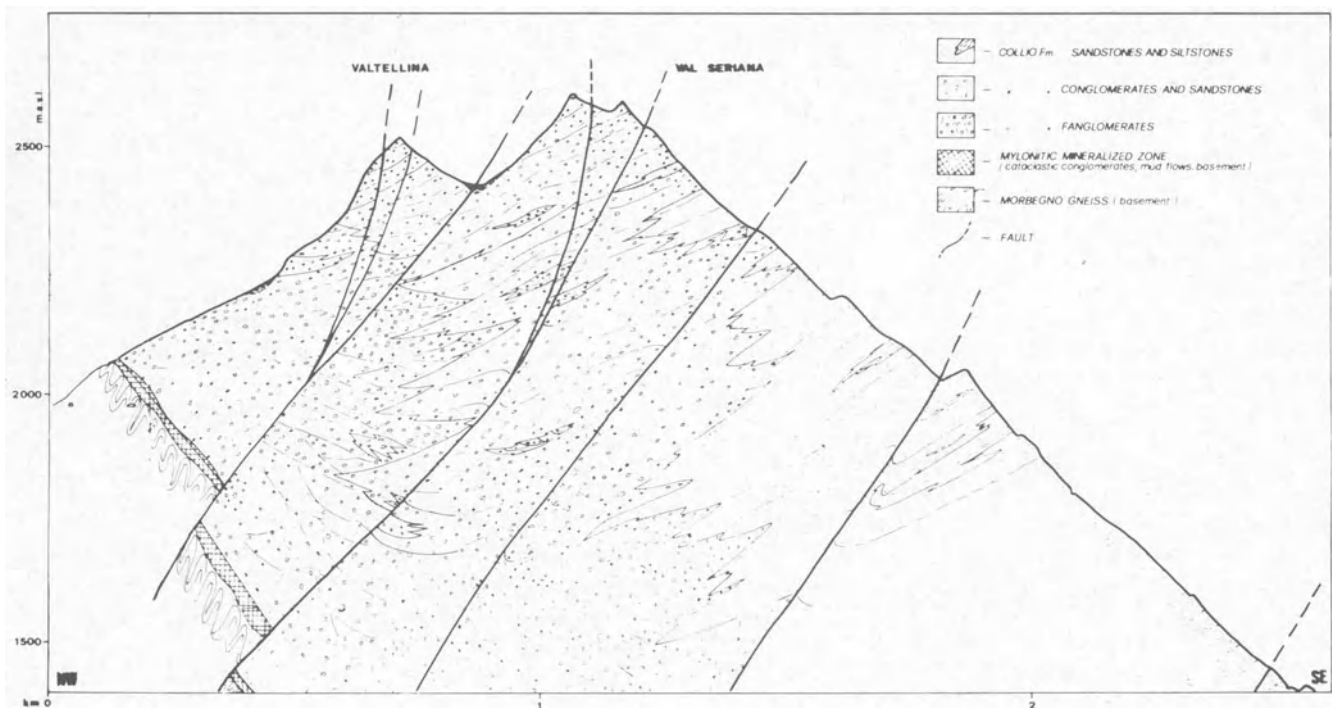 VALTELLINA
VAL SERIANA
m. a. s. l.
2500
2000
1500
NW
SE
km 0
1
2
- COLLIO Fm. SANDSTONES AND SILTSTONES
- " " CONGLOMERATES AND SANDSTONES
- " " FANGLOMERATES
- MYLONITIC MINERALIZED ZONE
( cataclastic conglomerates, mud flows, basement )
- MORBEGNO GNEISS ( basement )
- FAULT